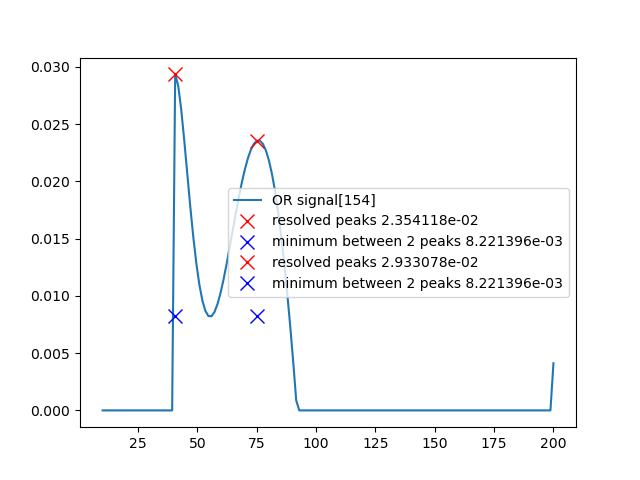 0.030
0.025
0.020
0.015
0.010
0.005
0.000
OR signal[154]
resolved peaks 2.354118e-02
minimum between 2 peaks 8.221396e-03
resolved peaks 2.933078e-02
minimum between 2 peaks 8.221396e-03
25 50 75 100 125 150 175 200